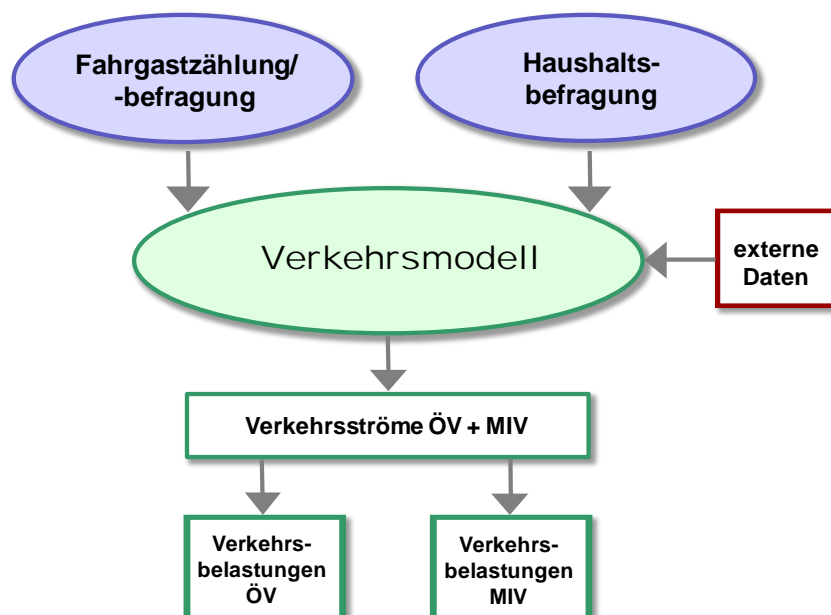 Fahrgastzählung/
-befragung
Haushalts-
befragung
Verkehrsmodell
externe
Daten
Verkehrsströme ÖV + MIV
Verkehrs-
belastungen
ÖV
Verkehrs-
belastungen
MIV